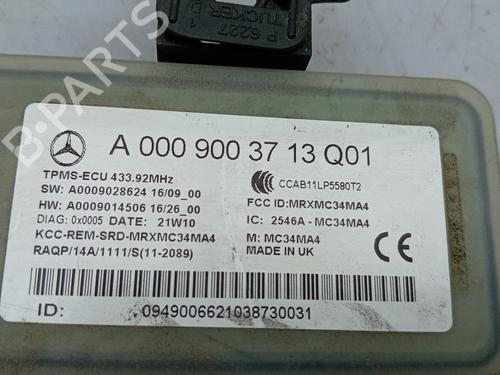 TUCKER D
P 6227 1
B-PARTS
A 000 900 37 13 Q01
TPMS-ECU 433.92MHz
SW: A0009028624 16/09_00
HW: A0009014506 16/26_00
DIAG: 0x0005 DATE: 21W10
KCC-REM-SRD-MRXMC34MA4
RAQP/14A/1111/S(11-2089)
CCAB11LP5580T2
FCC ID: MRXMC34MA4
IC: 2546A - MC34MA4
M: MC34MA4
MADE IN UK
CE
ID: 0949006621038730031